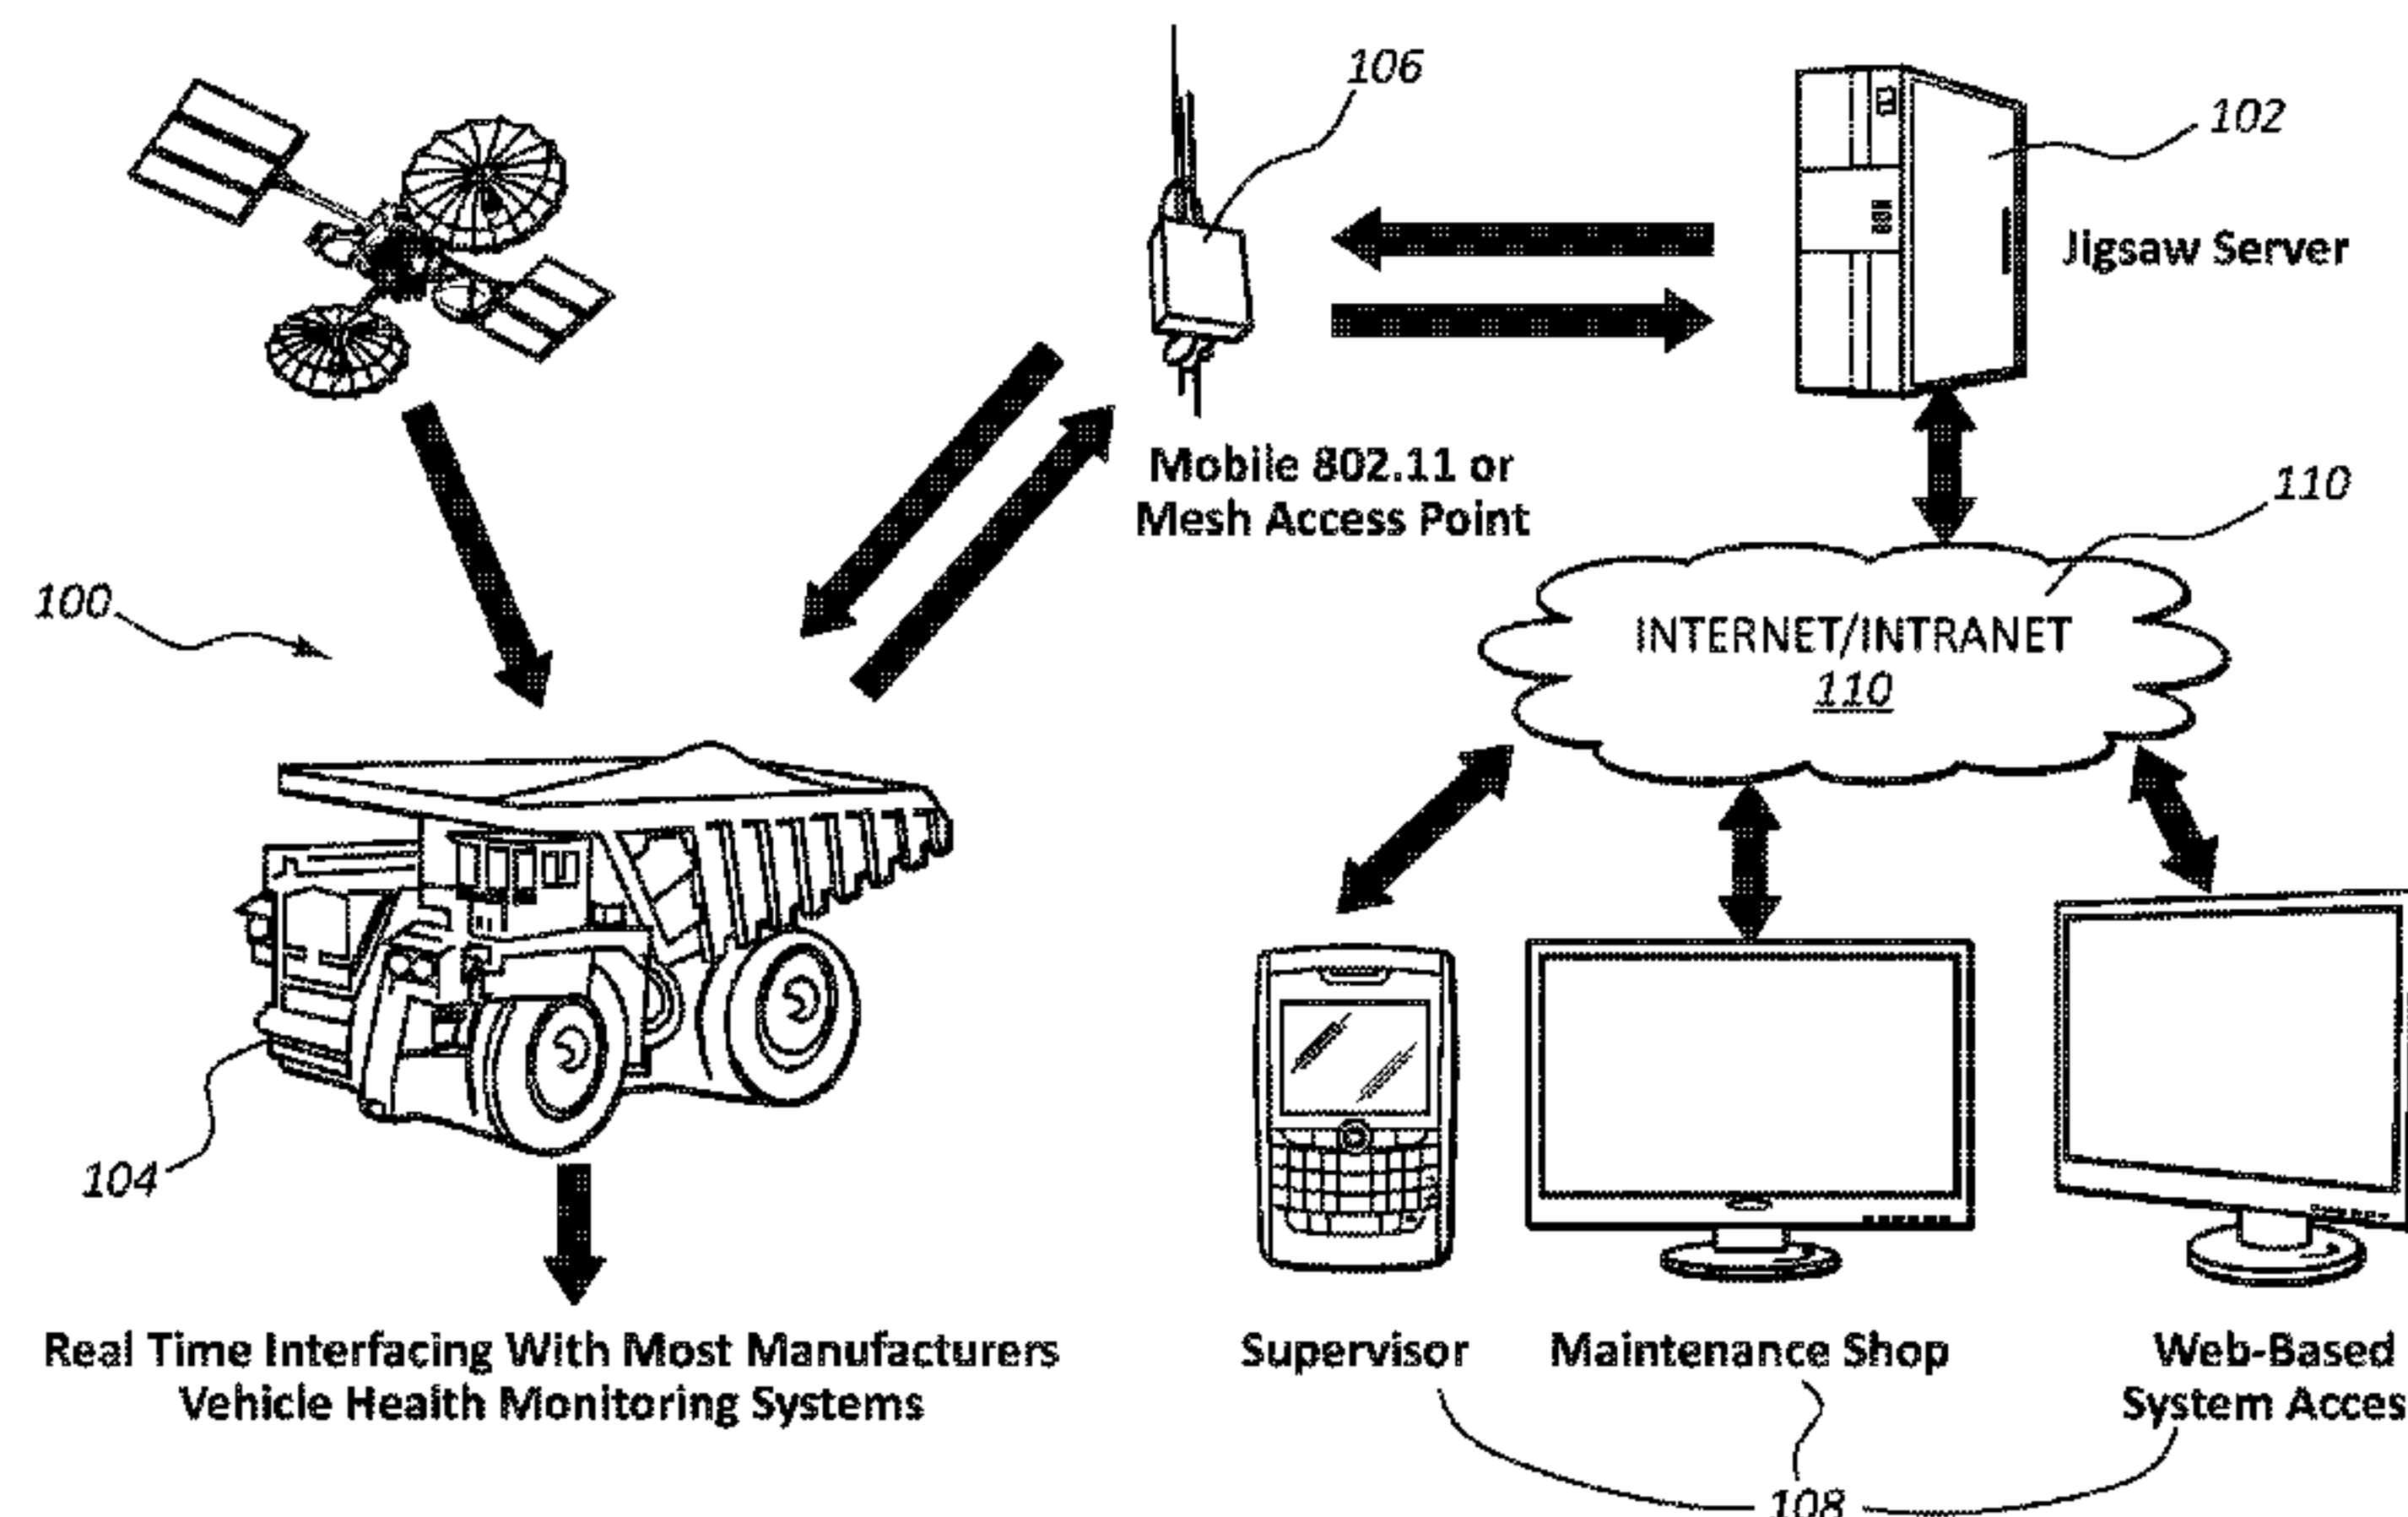 106
102
Jigsaw Server
Mobile 802.11 or
Mesh Access Point
110
100
INTERNET/INTRANET
110
104
Real Time Interfacing With Most Manufacturers
Vehicle Health Monitoring Systems
Supervisor
Maintenance Shop
Web-Based
System Acces
108